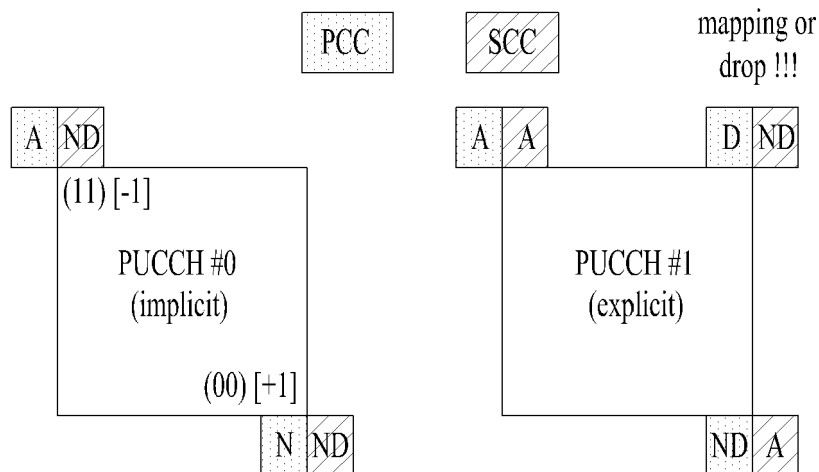 PCC
SCC
mapping or
drop !!!
A ND
(11) [-1]
PUCCH #0
(implicit)
(00) [+1]
N ND
A A
D ND
PUCCH #1
(explicit)
ND A